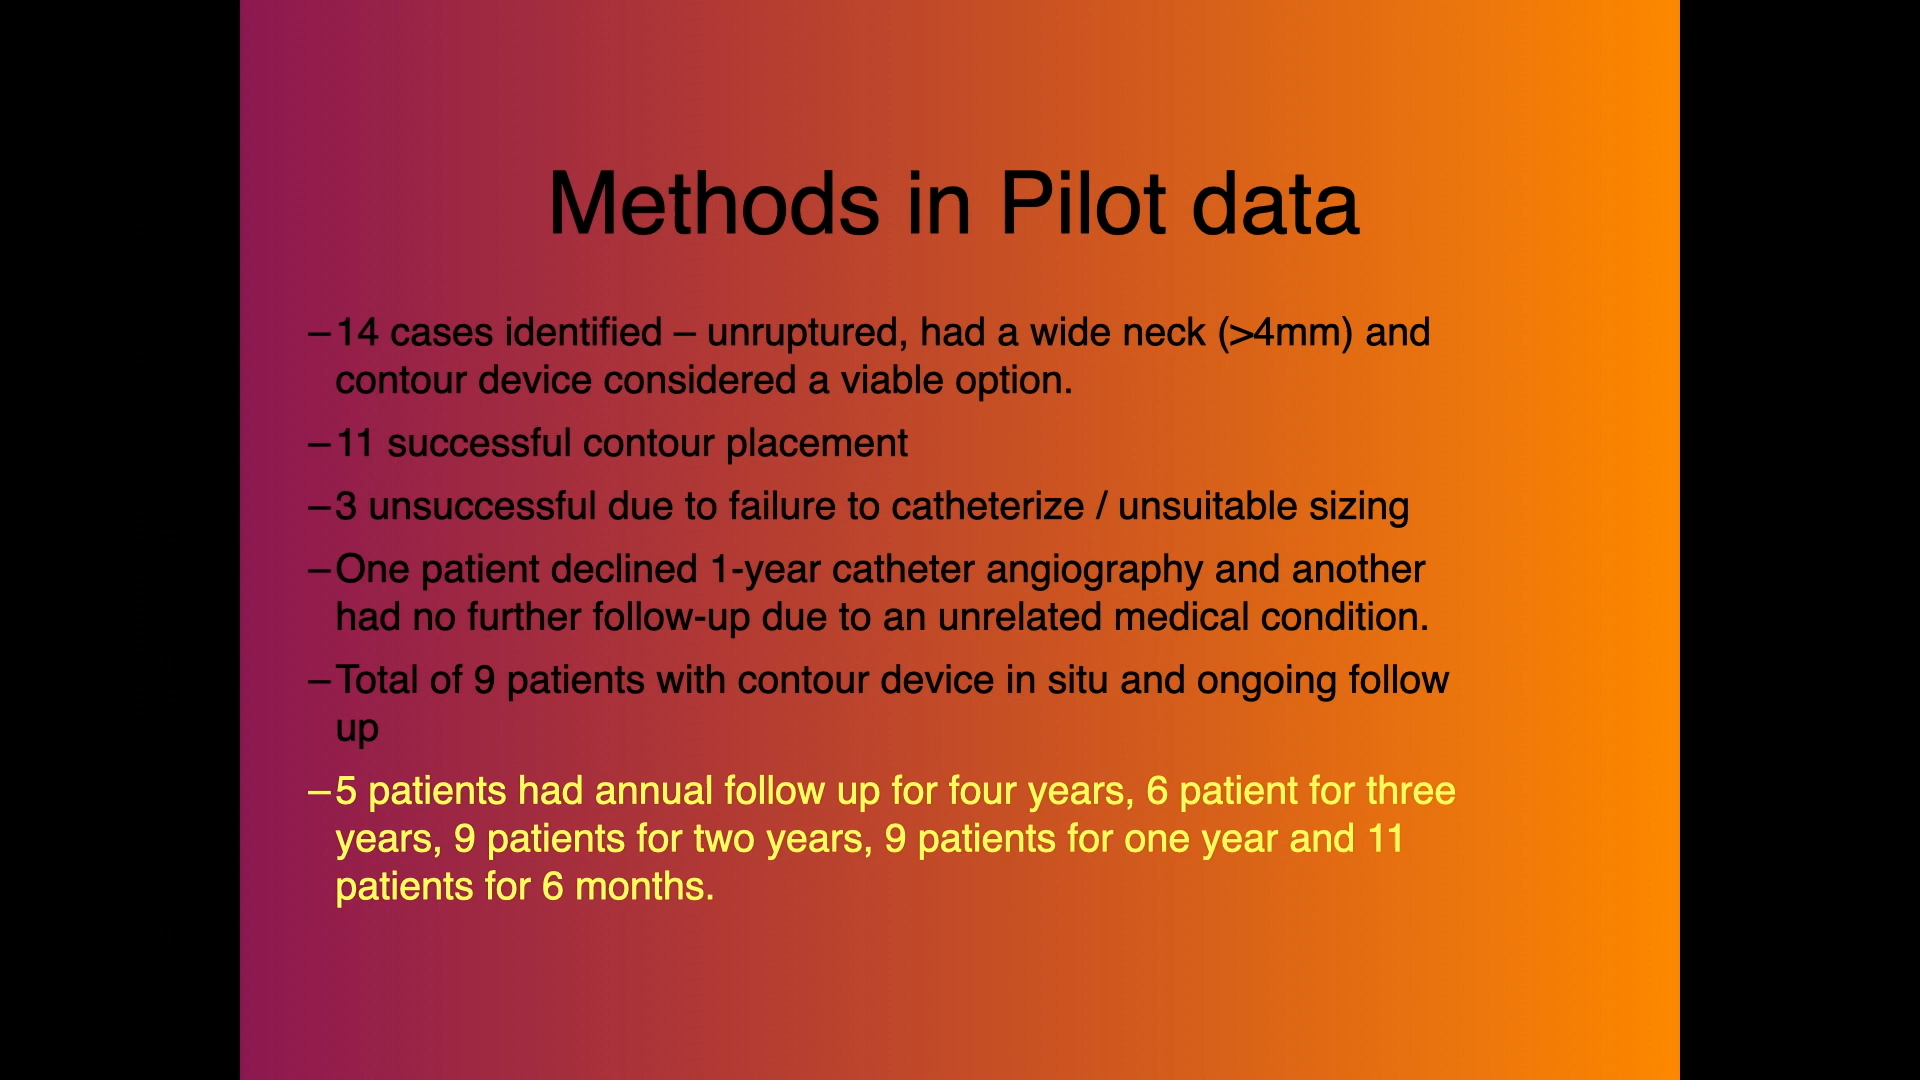 Methods in Pilot data
–14 cases identified – unruptured, had a wide neck (>4mm) and
contour device considered a viable option.
–11 successful contour placement
–3 unsuccessful due to failure to catheterize / unsuitable sizing
–One patient declined 1-year catheter angiography and another
had no further follow-up due to an unrelated medical condition.
–Total of 9 patients with contour device in situ and ongoing follow
up
–5 patients had annual follow up for four years, 6 patient for three
years, 9 patients for two years, 9 patients for one year and 11
patients for 6 months.